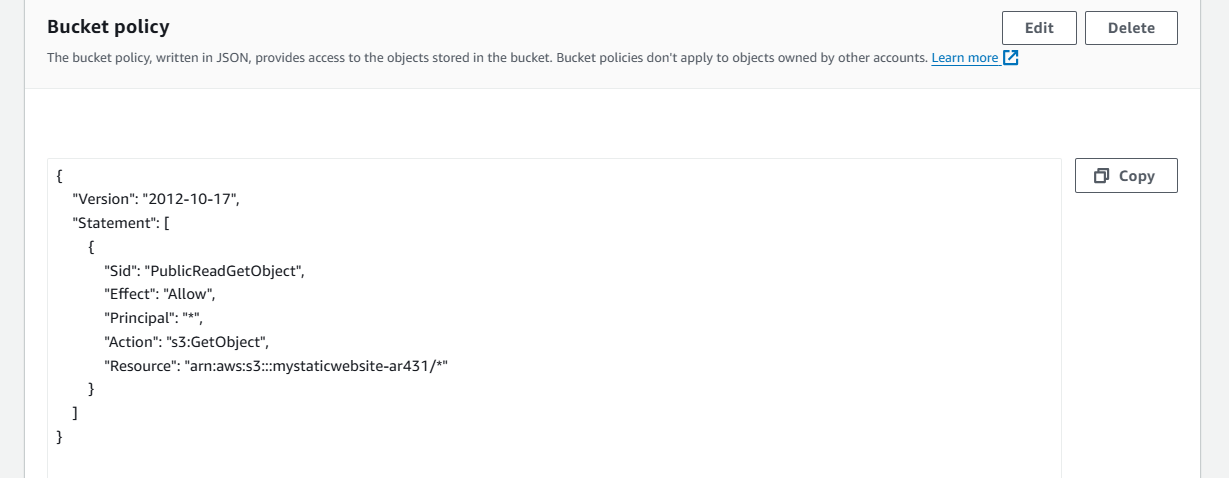 Bucket policy
Edit
Delete
The bucket policy, written in JSON, provides access to the objects stored in the bucket. Bucket policies don't apply to objects owned by other accounts. Learn more
{
"Version": "2012-10-17",
"Statement": [
{
"Sid": "PublicReadGetObject",
"Effect": "Allow",
"Principal": "*",
"Action": "s3:GetObject",
"Resource": "arn:aws:s3:::mystaticwebsite-ar431/*"
}
]
}
Copy